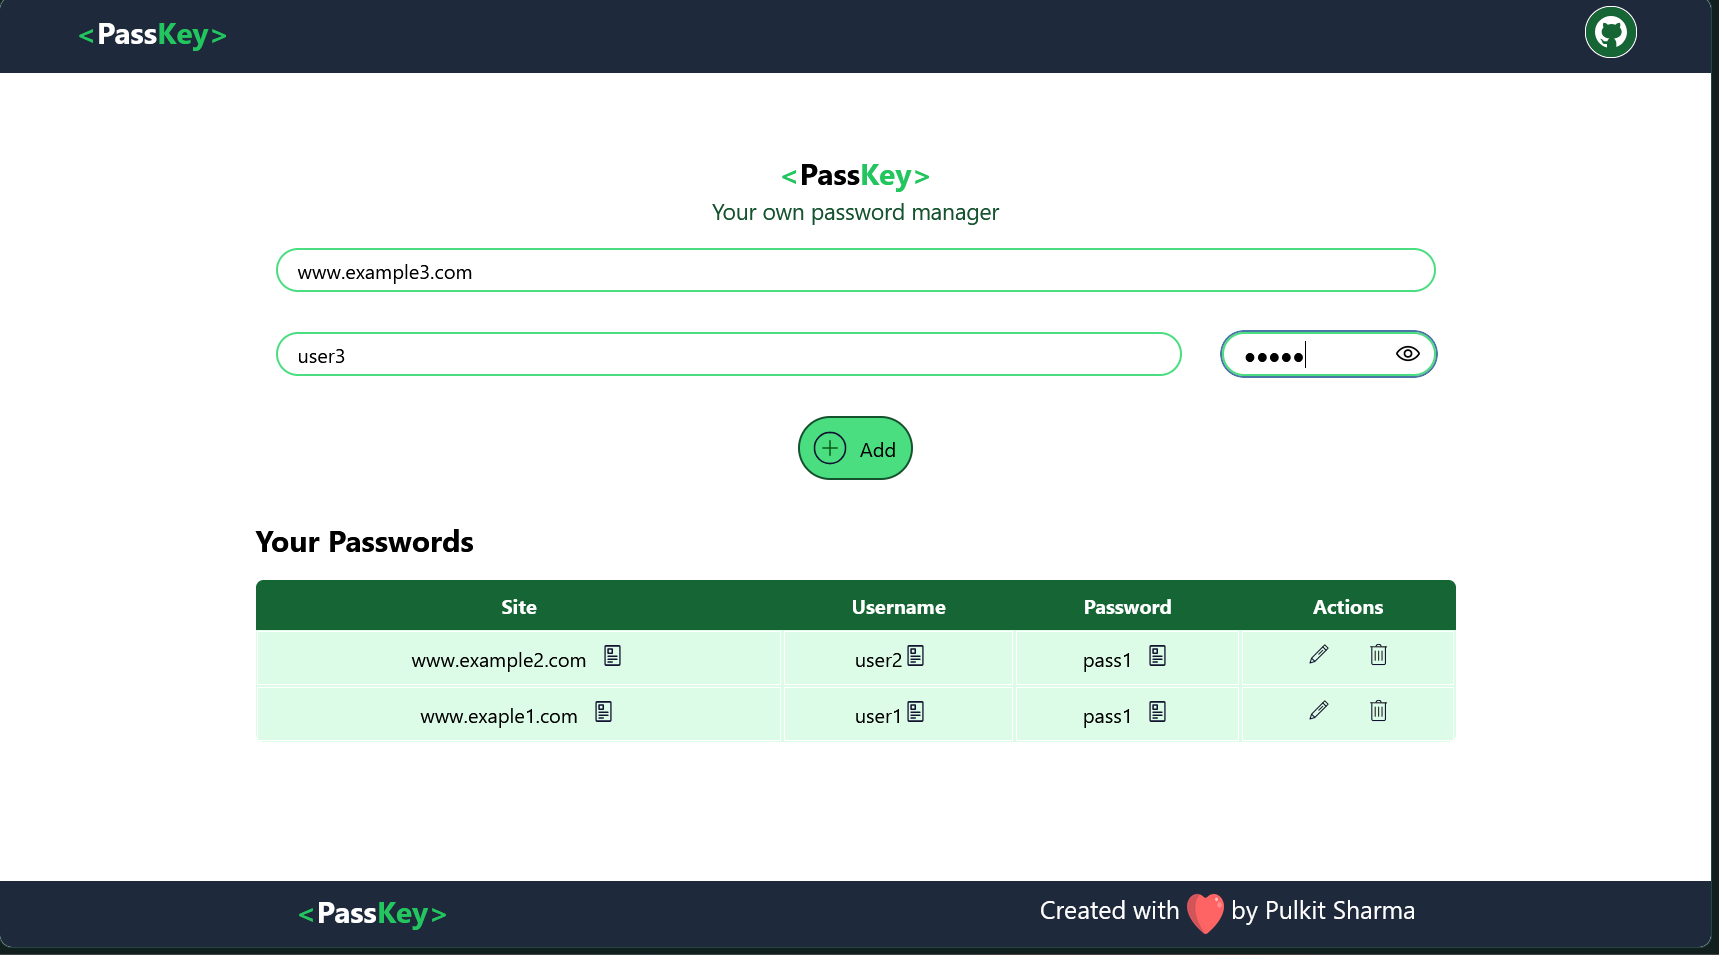 <PassKey>
<PassKey>
Your own password manager
www.example3.com
user3
•••••
Add
Your Passwords
Site Username Password Actions
www.example2.com user2 pass1
www.exaple1.com user1 pass1
<PassKey>
Created with by Pulkit Sharma